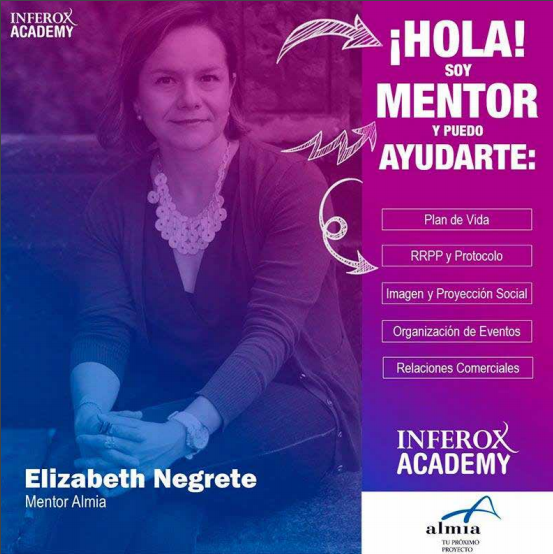 INFEROX
ACADEMY
¡HOLA!
SOY
MENTOR
Y PUEDO
AYUDARTE:
Plan de Vida
RRPP y Protocolo
Imagen y Proyección Social
Organización de Eventos
Relaciones Comerciales
Elizabeth Negrete
Mentor Almia
INFEROX
ACADEMY
almia
TU PRÓXIMO
PROYECTO